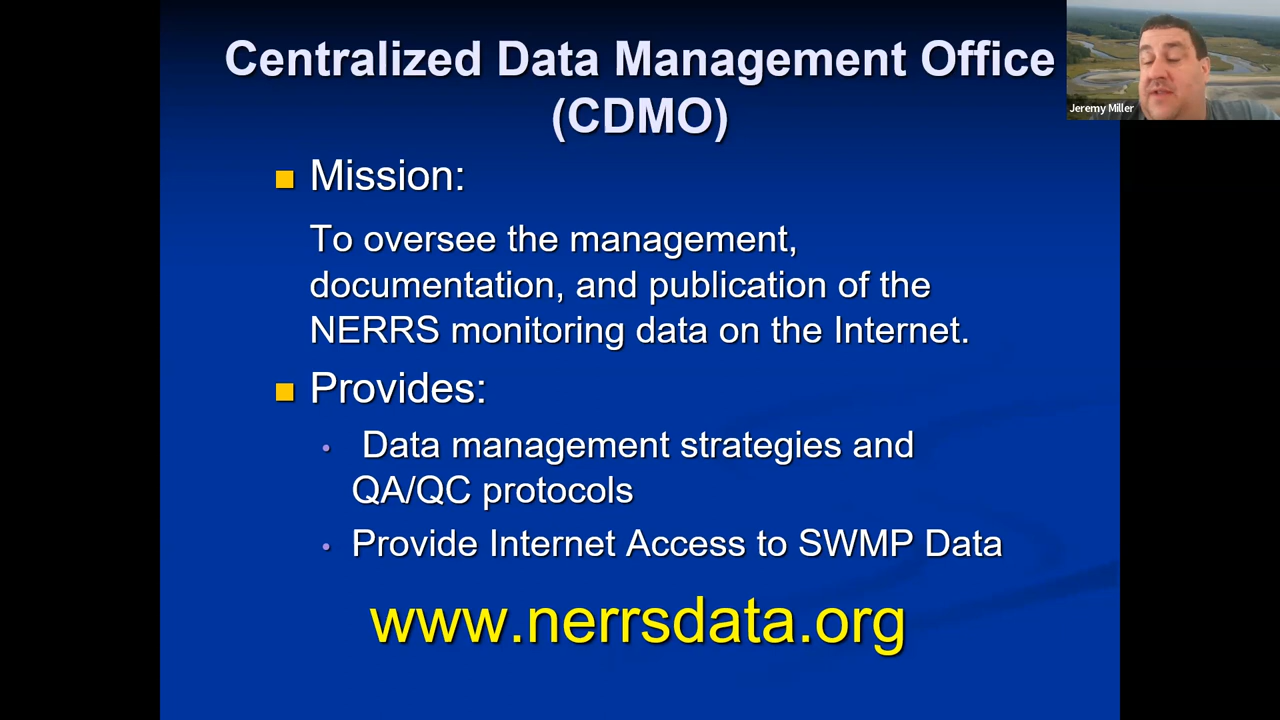 Centralized Data Management Office
(CDMO)
Jeremy Miller
Mission:
To oversee the management,
documentation, and publication of the
NERRS monitoring data on the Internet.
Provides:
Data management strategies and
QA/QC protocols
Provide Internet Access to SWMP Data
www.nerrsdata.org